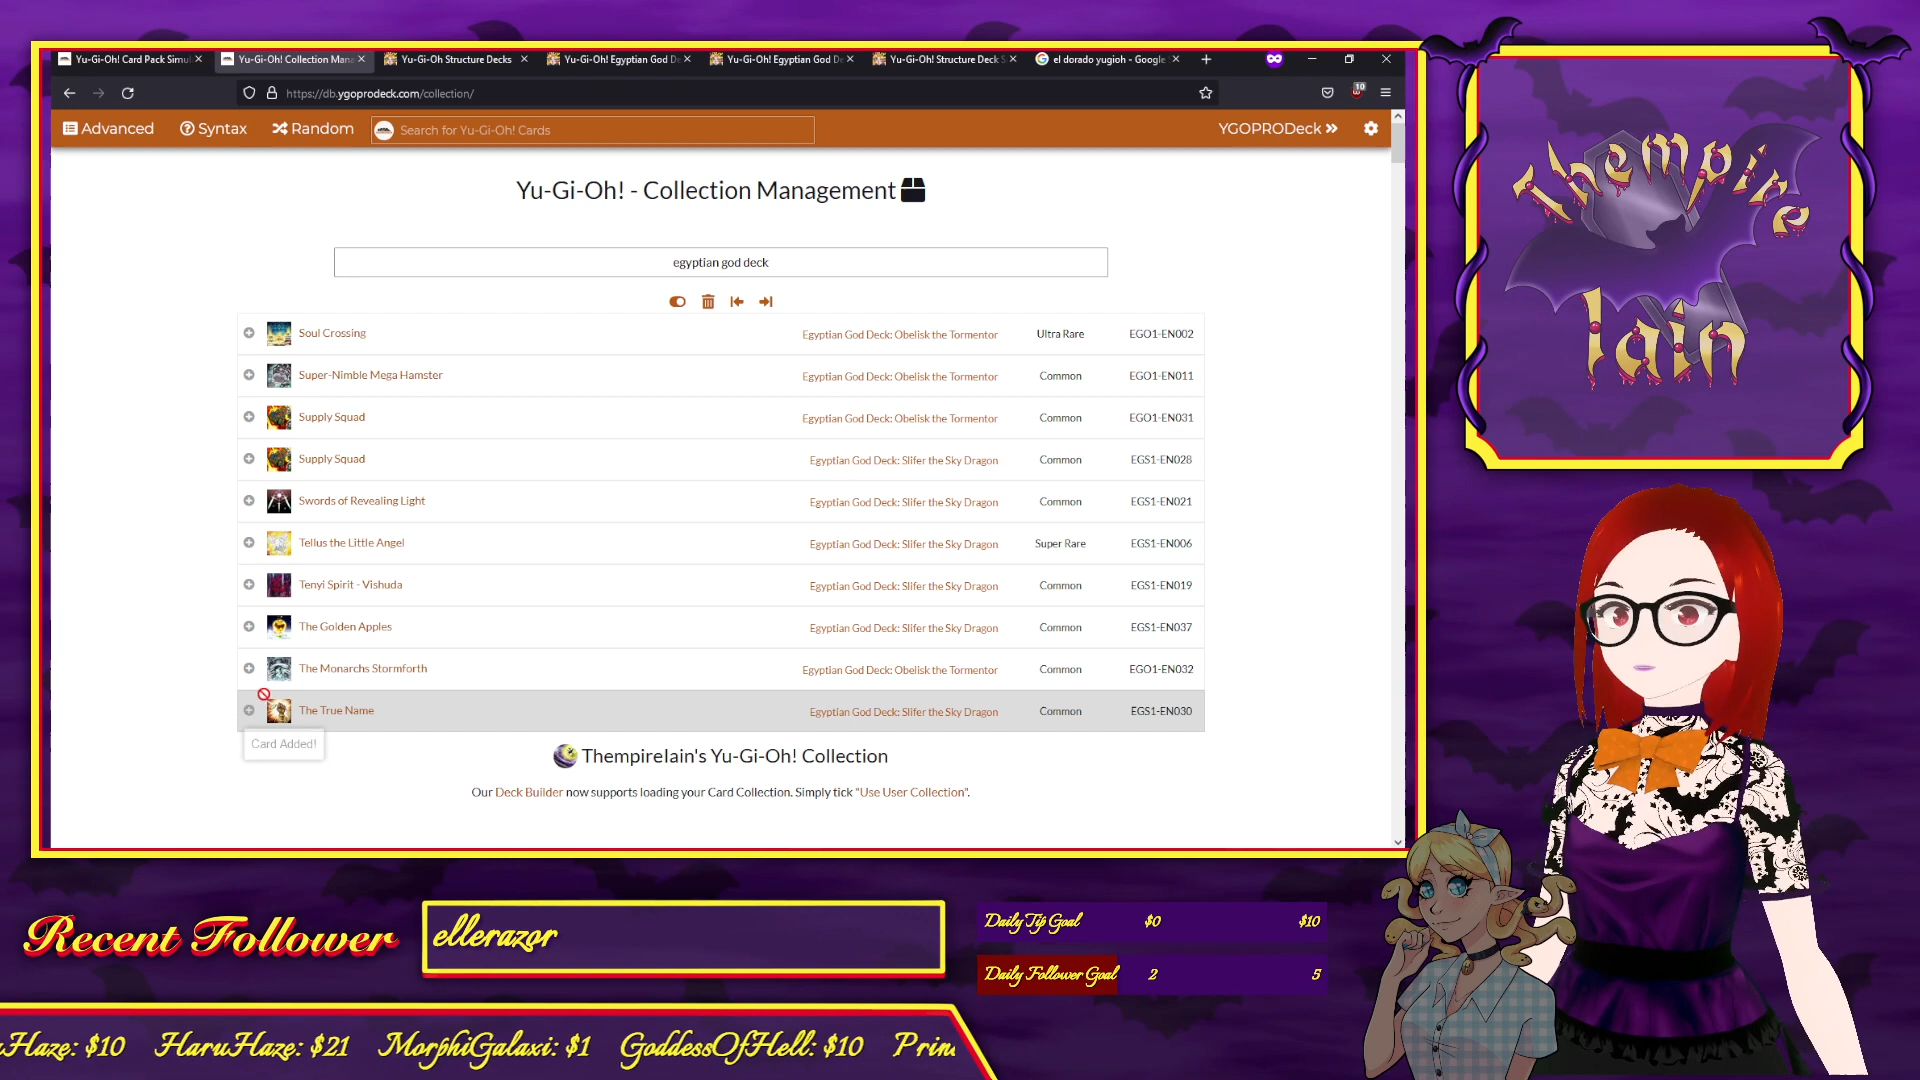 Yu-Gi-Oh! Card Pack Simul
Yu-Gi-Oh! Collection Mana
Yu-Gi-Oh Structure Decks
Yu-Gi-Oh! Egyptian God De
Yu-Gi-Oh! Egyptian God De
Yu-Gi-Oh! Structure Deck S
el dorado yugioh - Google
https://db.ygoprodeck.com/collection/
10
Advanced
Syntax
Random
Search for Yu-Gi-Oh! Cards
YGOPRODeck
Yu-Gi-Oh! - Collection Management
egyptian god deck
Soul Crossing Egyptian God Deck: Obelisk the Tormentor Ultra Rare EGO1-EN002
Super-Nimble Mega Hamster Egyptian God Deck: Obelisk the Tormentor Common EGO1-EN011
Supply Squad Egyptian God Deck: Obelisk the Tormentor Common EGO1-EN031
Supply Squad Egyptian God Deck: Slifer the Sky Dragon Common EGS1-EN028
Swords of Revealing Light Egyptian God Deck: Slifer the Sky Dragon Common EGS1-EN021
Tellus the Little Angel Egyptian God Deck: Slifer the Sky Dragon Super Rare EGS1-EN006
Tenyi Spirit - Vishuda Egyptian God Deck: Slifer the Sky Dragon Common EGS1-EN019
The Golden Apples Egyptian God Deck: Slifer the Sky Dragon Common EGS1-EN037
The Monarchs Stormforth Egyptian God Deck: Obelisk the Tormentor Common EGO1-EN032
The True Name Egyptian God Deck: Slifer the Sky Dragon Common EGS1-EN030
Card Added!
ThempireIain's Yu-Gi-Oh! Collection
Our Deck Builder now supports loading your Card Collection. Simply tick "Use User Collection".
Thempire
Iain
Recent Follower
ellerazor
Daily Tip Goal $0 $10
Daily Follower Goal 2 5
Haze: $10 HaruHaze: $21 MorphiGalaxi: $1 GoddessOfHell: $10 Prin